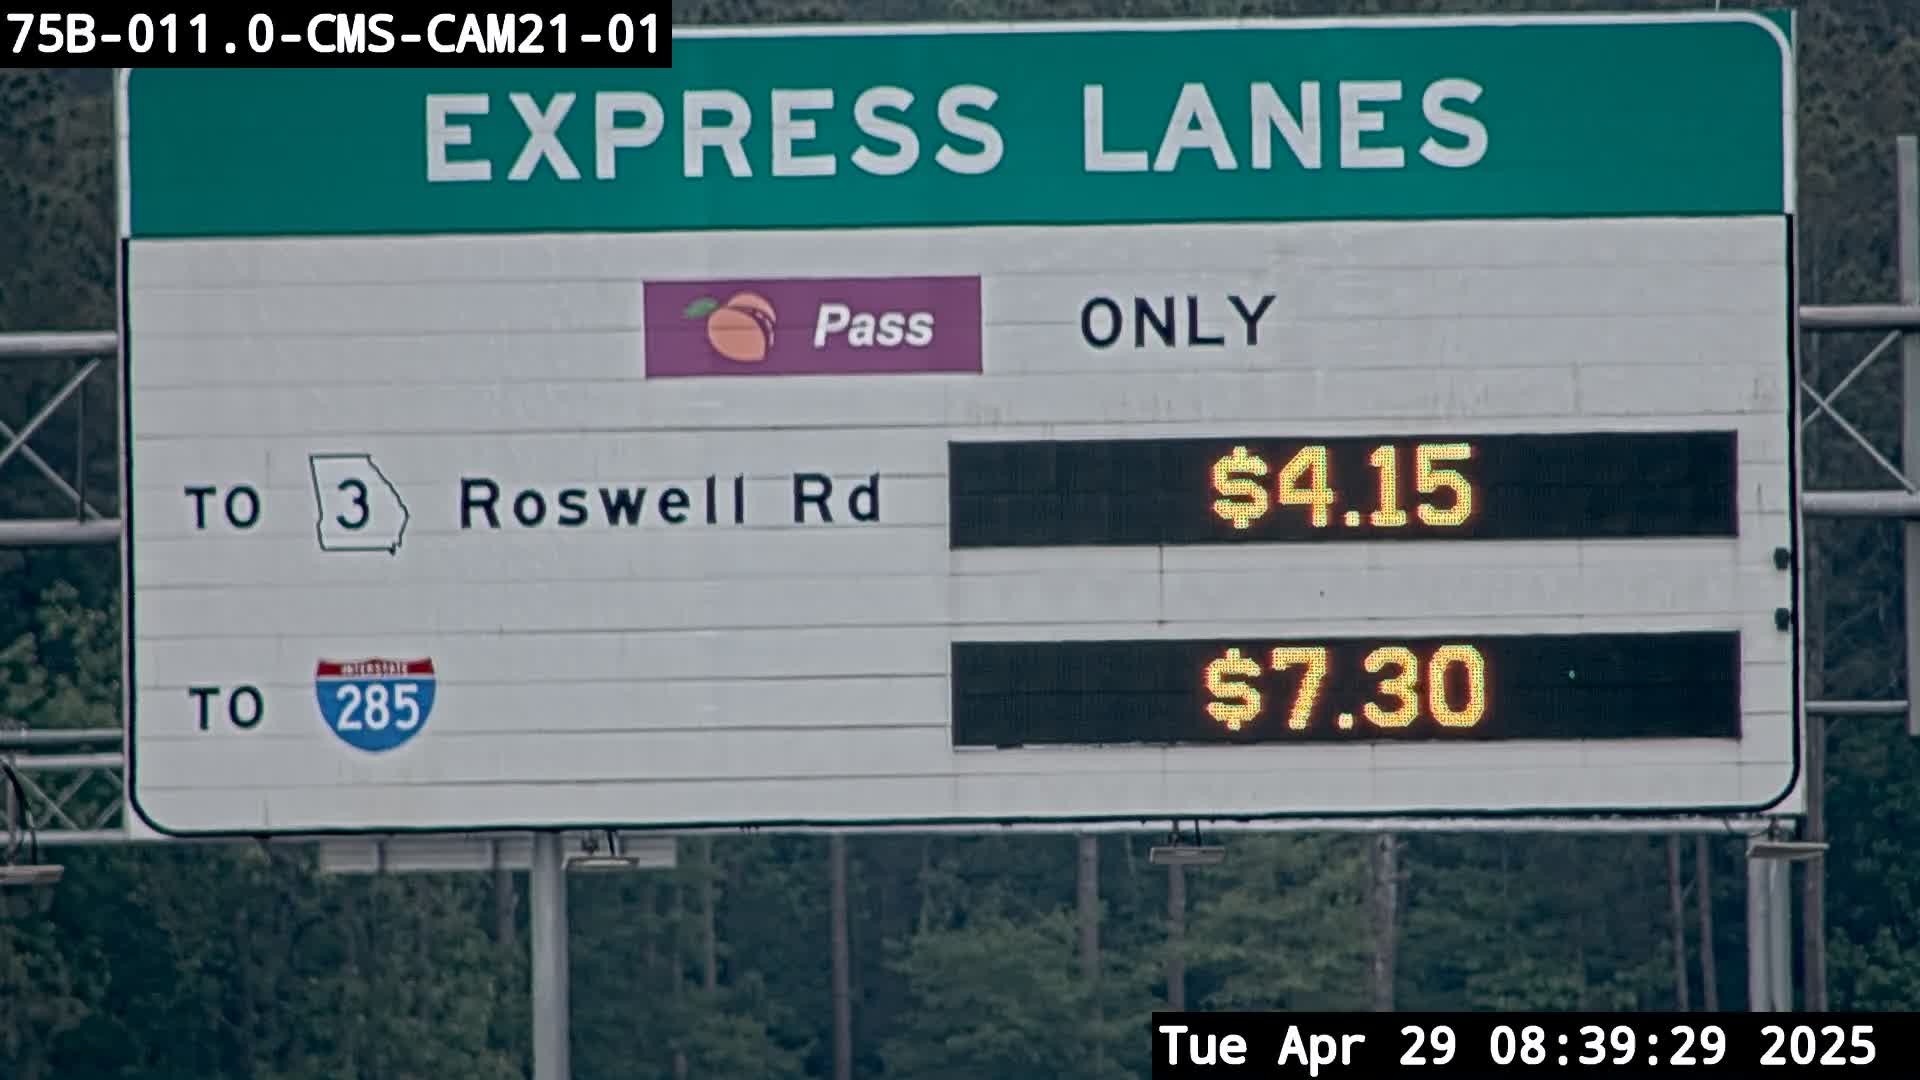 75B-011.0-CMS-CAM21-01
EXPRESS LANES
Pass ONLY
TO 3 Roswell Rd $4.15
INTERSTATE
TO 285 $7.30
Tue Apr 29 08:39:29 2025